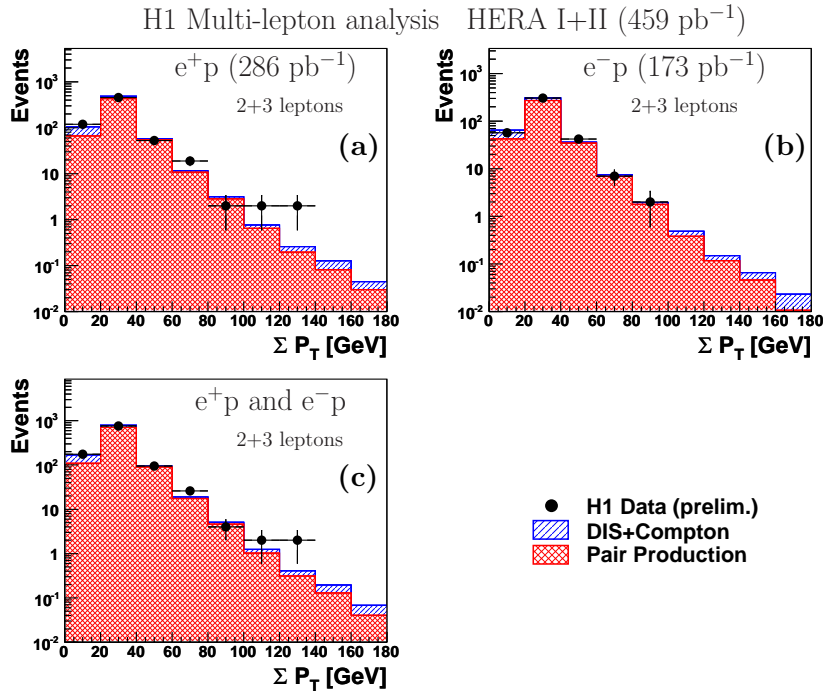 H1 Multi-lepton analysis HERA I+II (459 pb⁻¹)
Events
e⁺p (286 pb⁻¹)
2+3 leptons
(a)
10³
10²
10
1
10⁻¹
10⁻²
0 20 40 60 80 100 120 140 160 180
Σ P_T [GeV]
Events
e⁻p (173 pb⁻¹)
2+3 leptons
(b)
10³
10²
10
1
10⁻¹
10⁻²
0 20 40 60 80 100 120 140 160 180
Σ P_T [GeV]
Events
e⁺p and e⁻p
2+3 leptons
(c)
10³
10²
10
1
10⁻¹
10⁻²
0 20 40 60 80 100 120 140 160 180
Σ P_T [GeV]
H1 Data (prelim.)
DIS+Compton
Pair Production